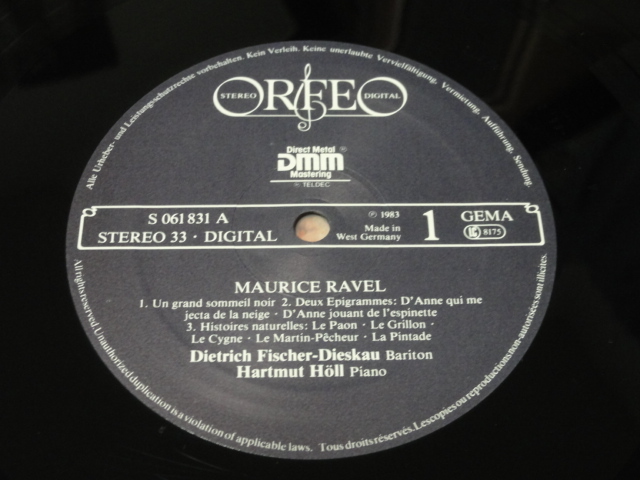 Alle Urheber- und Leistungsschutzrechte vorbehalten. Kein Verleih. Keine unerlaubte Vervielfältigung, Vermietung, Aufführung, Sendung.
ORFEO
STEREO DIGITAL
Direct Metal
DMM
Mastering
® TELDEC
S 061 831 A
STEREO 33 · DIGITAL
℗ 1983
Made in
West Germany
1
GEMA
LC 8175
MAURICE RAVEL
1. Un grand sommeil noir 2. Deux Epigrammes: D'Anne qui me
jecta de la neige · D'Anne jouant de l'espinette
3. Histoires naturelles: Le Paon · Le Grillon ·
Le Cygne · Le Martin-Pêcheur · La Pintade
Dietrich Fischer-Dieskau Bariton
Hartmut Höll Piano
All rights reserved. Unauthorized duplication is a violation of applicable laws. Tous droits réservés. Les copies ou reproductions non-autorisées sont illicites.